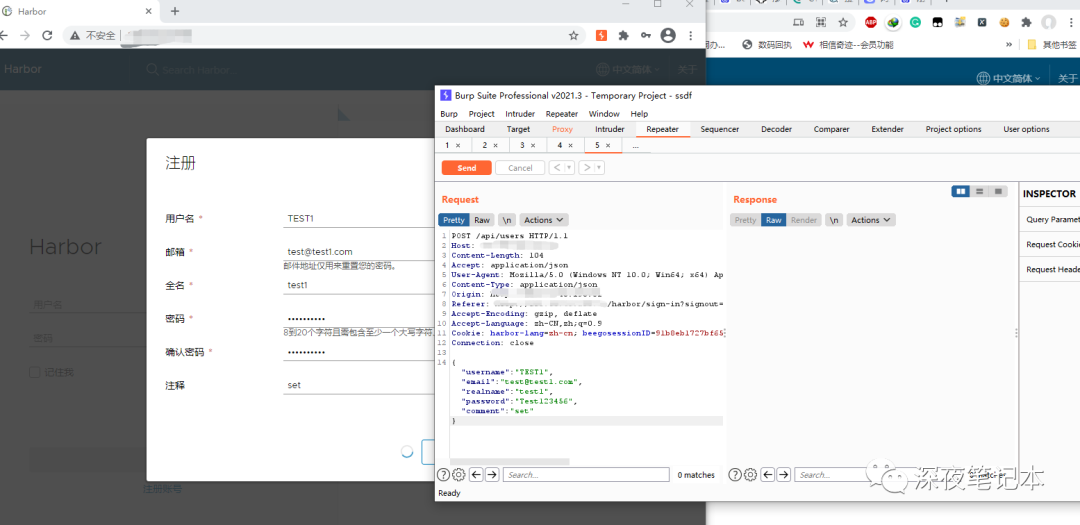 Harbor
不安全
数码回执
相信奇迹--会员功能
其他书签
Harbor
Search Harbor...
中文简体
关于
中文简体
关于
注册
用户名 *
TEST1
邮箱 *
test@test1.com
邮件地址仅用来重置您的密码。
全名 *
test1
密码 *
••••••••••
8到20个字符且需包含至少一个大写字符
确认密码 *
••••••••••
注释
set
Harbor
用户名
密码
记住我
注册账号
Burp Suite Professional v2021.3 - Temporary Project - ssdf
Burp Project Intruder Repeater Window Help
Dashboard Target Proxy Intruder Repeater Sequencer Decoder Comparer Extender Project options User options
1 × 2 × 3 × 4 × 5 × ...
Send Cancel < >
Request
Pretty Raw \n Actions
1 POST /api/users HTTP/1.1
2 Host:
3 Content-Length: 104
4 Accept: application/json
5 User-Agent: Mozilla/5.0 (Windows NT 10.0; Win64; x64) Ap
6 Content-Type: application/json
7 Origin:
8 Referer: /harbor/sign-in?signout=
9 Accept-Encoding: gzip, deflate
10 Accept-Language: zh-CN,zh;q=0.9
11 Cookie: harbor-lang=zh-cn; beegosessionID=91b8eb1727bf65
12 Connection: close
13
14 {
"username":"TEST1",
"email":"test@test1.com",
"realname":"test1",
"password":"Test123456",
"comment":"set"
}
Search...
0 matches
Ready
Response
Pretty Raw Render \n Actions
Search...
INSPECTOR
Query Paramet
Request Cookie
Request Heade
深夜笔记本